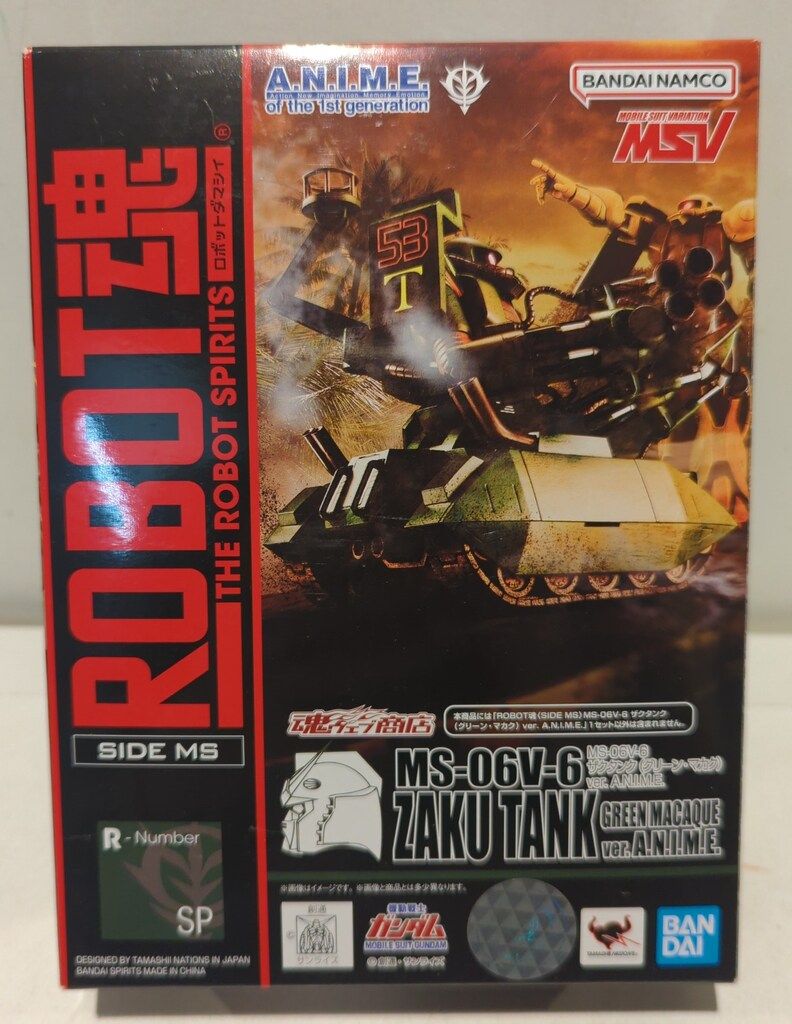 A.N.I.M.E.
Action New Imagination Memory Emotion
of the 1st generation
BANDAI NAMCO
MOBILE SUIT VARIATION
MSV
ROBOT魂
ロボットダマシイ
®
THE ROBOT SPIRITS
SIDE MS
53
T
魂ウェブ商店
本商品には「ROBOT魂〈SIDE MS〉MS-06V-6 ザクタンク
(グリーン・マカク) ver. A.N.I.M.E.」1セット以外は含まれません。
MS-06V-6
MS-06V-6
ザクタンク (グリーン・マカク)
ver. A.N.I.M.E.
ZAKU TANK
GREEN MACAQUE
ver. A.N.I.M.E.
R-Number
SP
※画像はイメージです。※画像と商品とは多少異なります。
DESIGNED BY TAMASHII NATIONS IN JAPAN
BANDAI SPIRITS MADE IN CHINA
創通
©
サンライズ
機動戦士
ガンダム
MOBILE SUIT GUNDAM
©創通・サンライズ
TAMASHII NATIONS
BAN
DAI